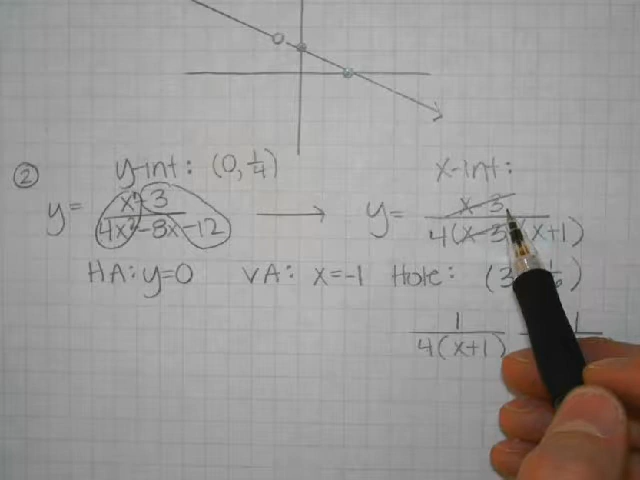 ② y-int: (0, 1/4) x-int:
y = (x - 3)/(4x² - 8x - 12) → y = (x - 3)/(4(x - 3)(x + 1))
HA: y=0 VA: x=-1 Hole: (3
1/(4(x+1)) 1